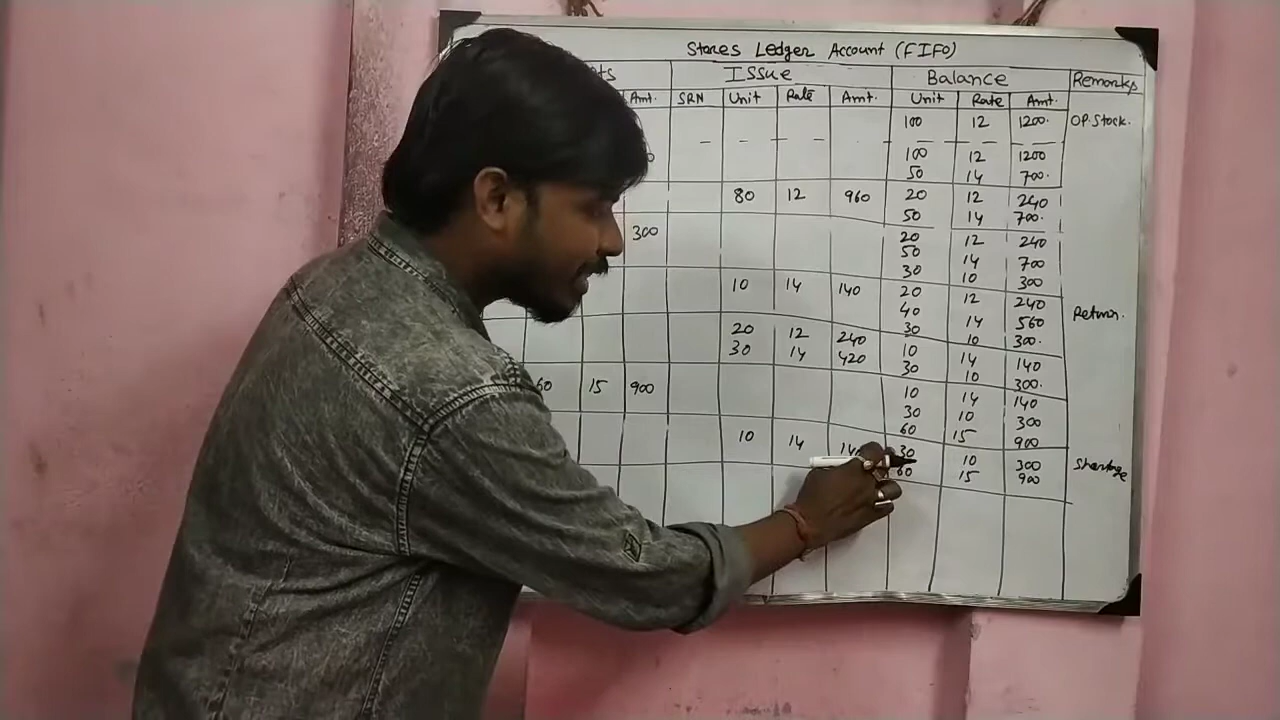 Stores Ledger Account (FIFO)
Issue Balance Remarks
Amt. SRN Unit Rate Amt. Unit Rate Amt.
100 12 1200. OP. Stock.
- - - - - - -
100 12 1200
50 14 700.
80 12 960 20 12 240
50 14 700.
300 20 12 240
50 14 700
30 10 300
10 14 140 20 12 240
40 14 560 Return.
30 10 300.
20 12 240 10 14 140
30 14 420 30 10 300.
60 15 900 10 14 140
30 10 300
60 15 900
10 14 30 10 300 Shortage
60 15 900